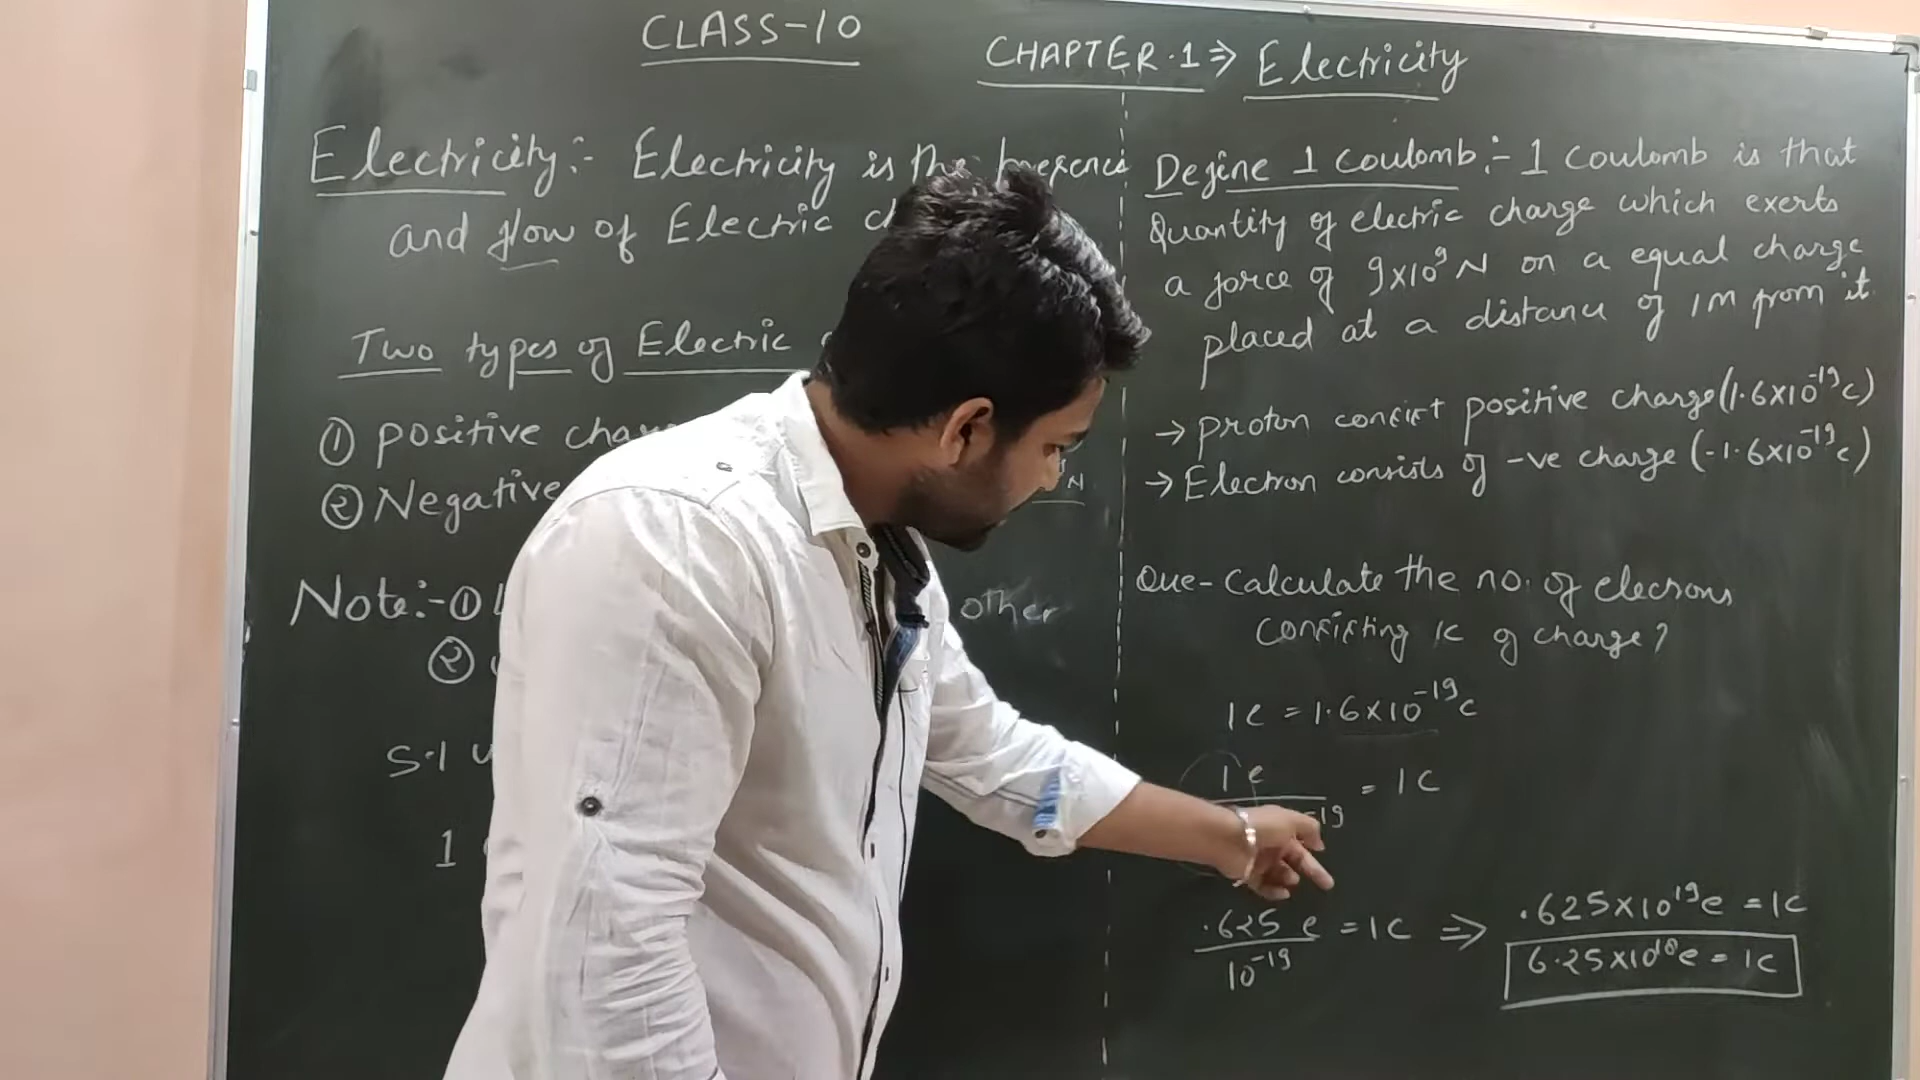 CLASS-10
CHAPTER.1⇒ Electricity
Electricity:- Electricity is the presence
and flow of Electric
Two types of Electric
① positive
② Negative
Note:-①
other
②
S.I
1
N
Define 1 Coulomb:- 1 Coulomb is that
Quantity of electric charge which exerts
a force of 9x10⁹N on a equal charge
placed at a distance of 1M from it.
→ proton consist positive charge(1.6x10⁻¹⁹c)
→ Electron consists of -ve charge (-1.6x10⁻¹⁹c)
Que- Calculate the no. of elecrons
consisting 1C of charge?
1e = 1.6x10⁻¹⁹c
1e = 1C
-19
.625 e = 1C ⇒ .625x10¹⁹e = 1C
10⁻¹⁹
6.25x10¹⁸e = 1C